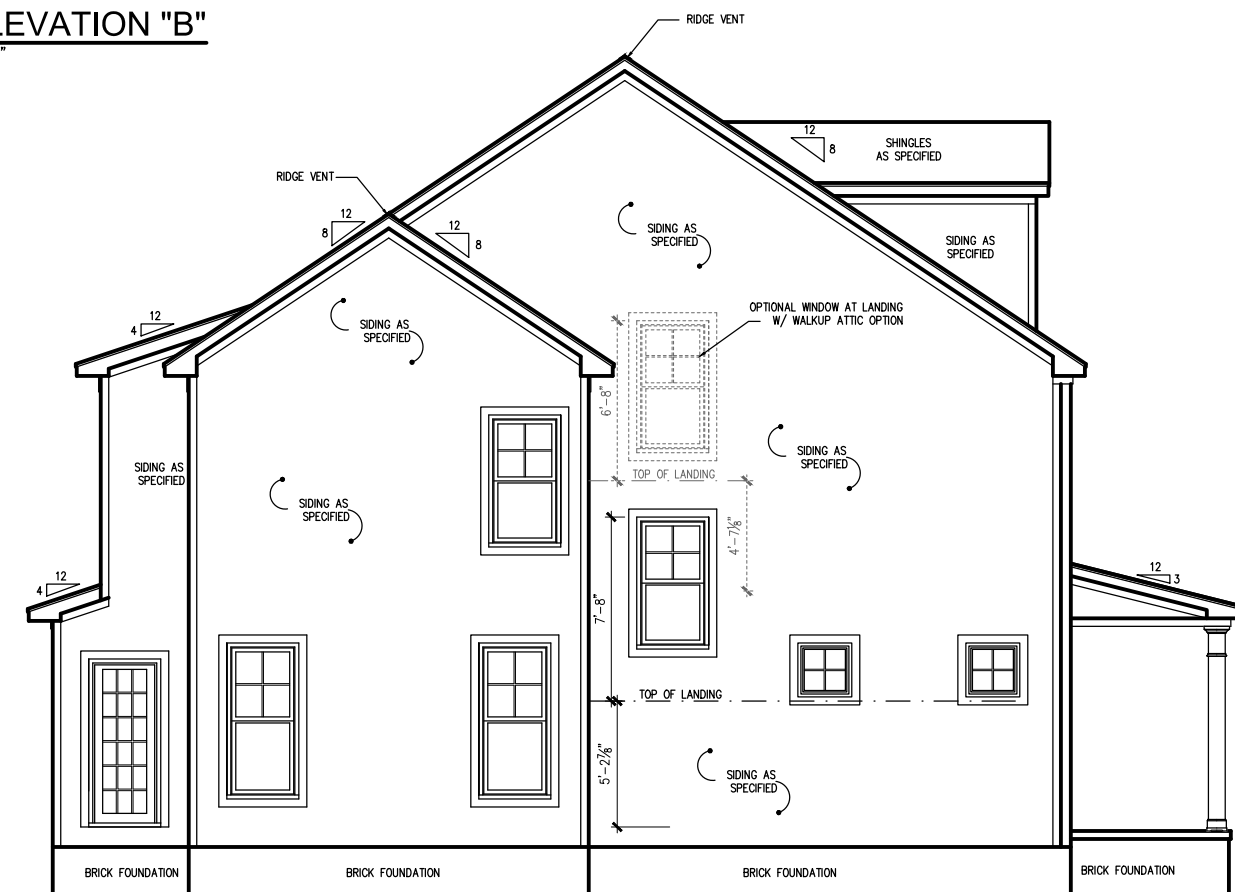 LEVATION "B"
"
RIDGE VENT
12
8
SHINGLES
AS SPECIFIED
RIDGE VENT
12
8
12
8
SIDING AS
SPECIFIED
SIDING AS
SPECIFIED
OPTIONAL WINDOW AT LANDING
W/ WALKUP ATTIC OPTION
12
4
SIDING AS
SPECIFIED
6'-8"
SIDING AS
SPECIFIED
SIDING AS
SPECIFIED
TOP OF LANDING
SIDING AS
SPECIFIED
4'-7⅞"
12
4
7'-8"
12
3
TOP OF LANDING
5'-2⅞"
SIDING AS
SPECIFIED
BRICK FOUNDATION
BRICK FOUNDATION
BRICK FOUNDATION
BRICK FOUNDATION